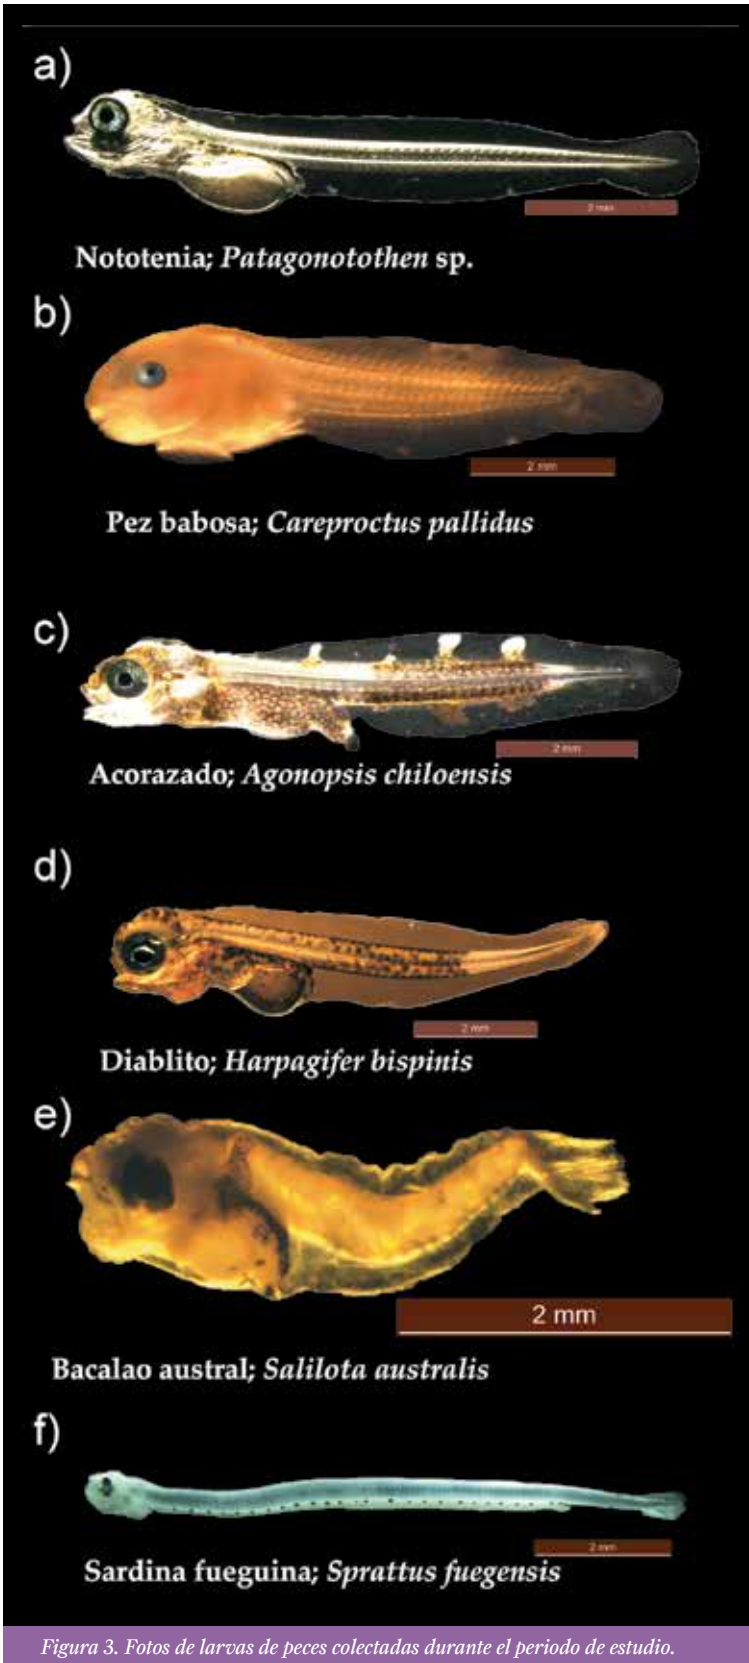 a)
2 mm
Nototenia; Patagonotothen sp.
b)
2 mm
Pez babosa; Careproctus pallidus
c)
2 mm
Acorazado; Agonopsis chiloensis
d)
2 mm
Diablito; Harpagifer bispinis
e)
2 mm
Bacalao austral; Salilota australis
f)
2 mm
Sardina fueguina; Sprattus fuegensis
Figura 3. Fotos de larvas de peces colectadas durante el periodo de estudio.